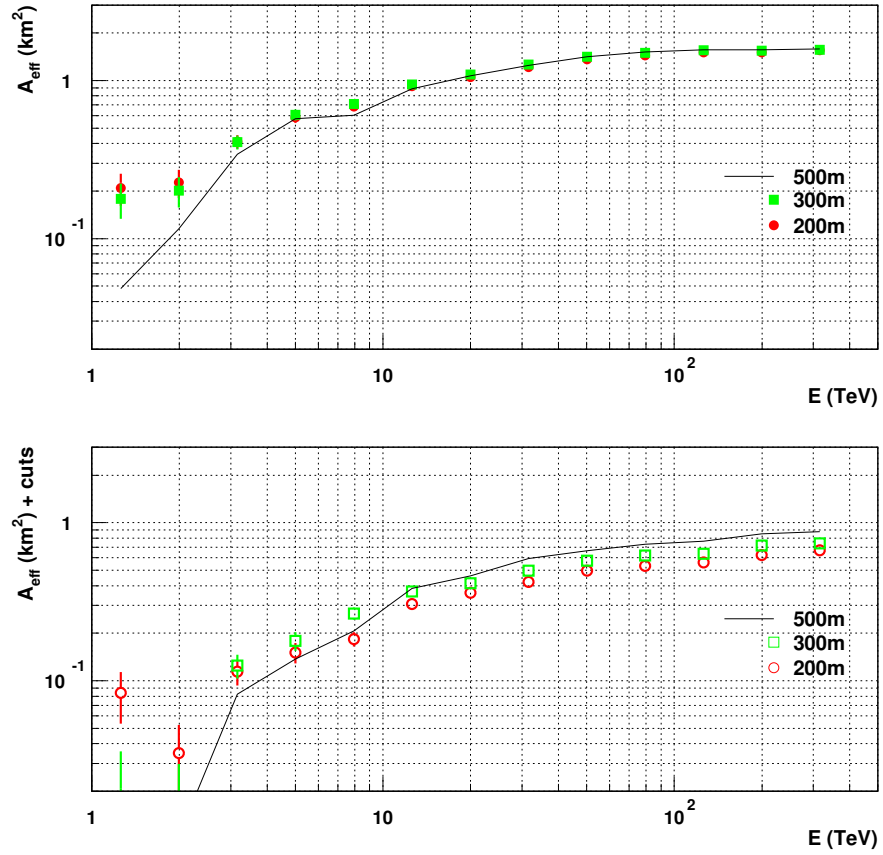 A_eff (km²)
1
10⁻¹
500m
300m
200m
1
10
10²
E (TeV)
A_eff (km²) + cuts
1
10⁻¹
500m
300m
200m
1
10
10²
E (TeV)